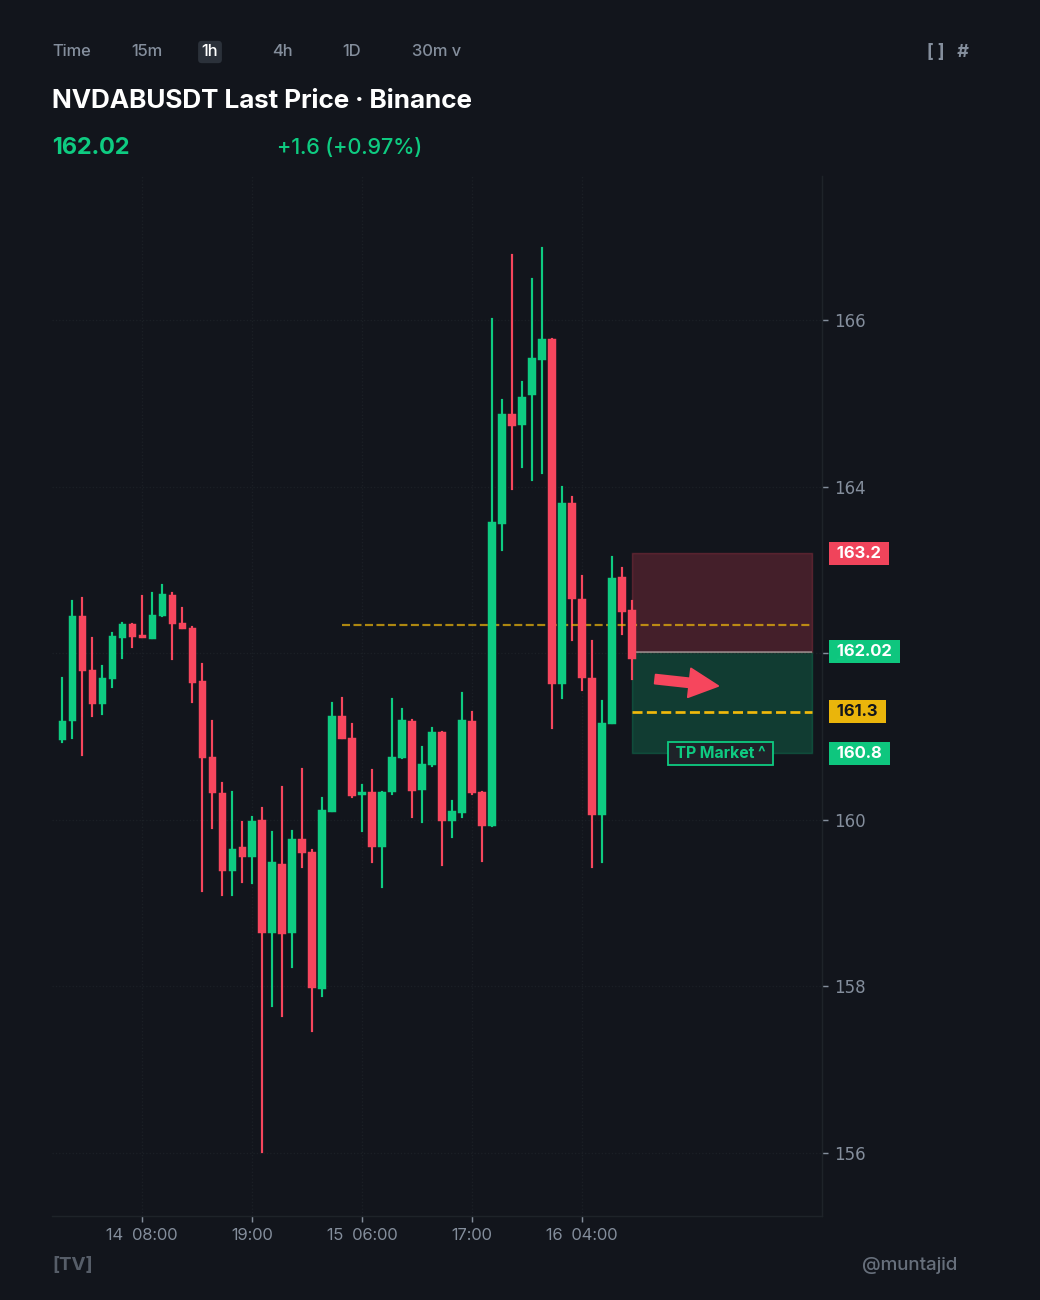 Time 15m 1h 4h 1D 30m v [ ] #
NVDABUSDT Last Price · Binance
162.02 +1.6 (+0.97%)
166
164
163.2
162.02
161.3
TP Market ^ 160.8
160
158
156
14 08:00 19:00 15 06:00 17:00 16 04:00
[TV] @muntajid